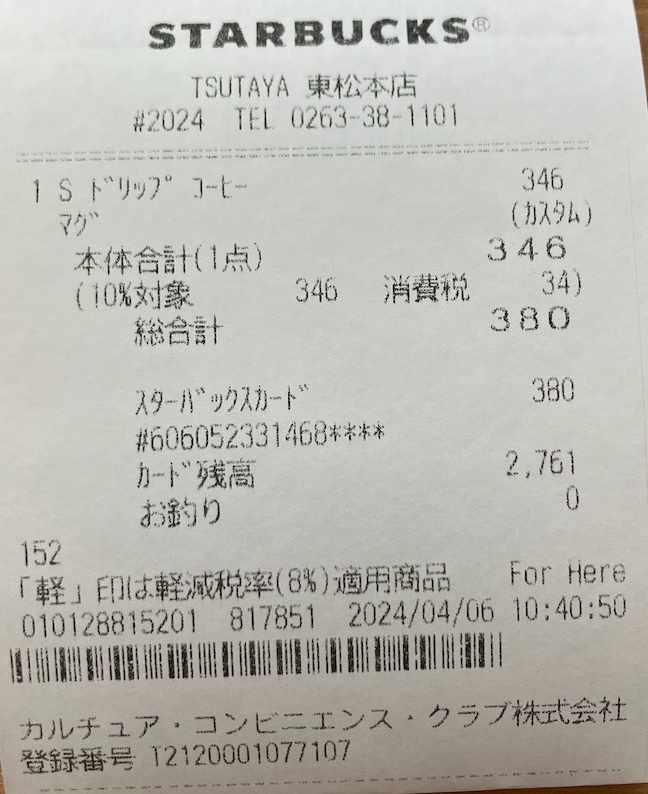 STARBUCKS®
TSUTAYA 東松本店
#2024 TEL 0263-38-1101
1 S ドリップ コーヒー 346
マグ (カスタム)
本体合計(1点) 346
(10%対象 346 消費税 34)
総合計 380
スターバックスカード 380
#606052331468****
カード残高 2,761
お釣り 0
152
「軽」印は軽減税率(8%)適用商品 For Here
010128815201 817851 2024/04/06 10:40:50
カルチュア・コンビニエンス・クラブ株式会社
登録番号 T2120001077107